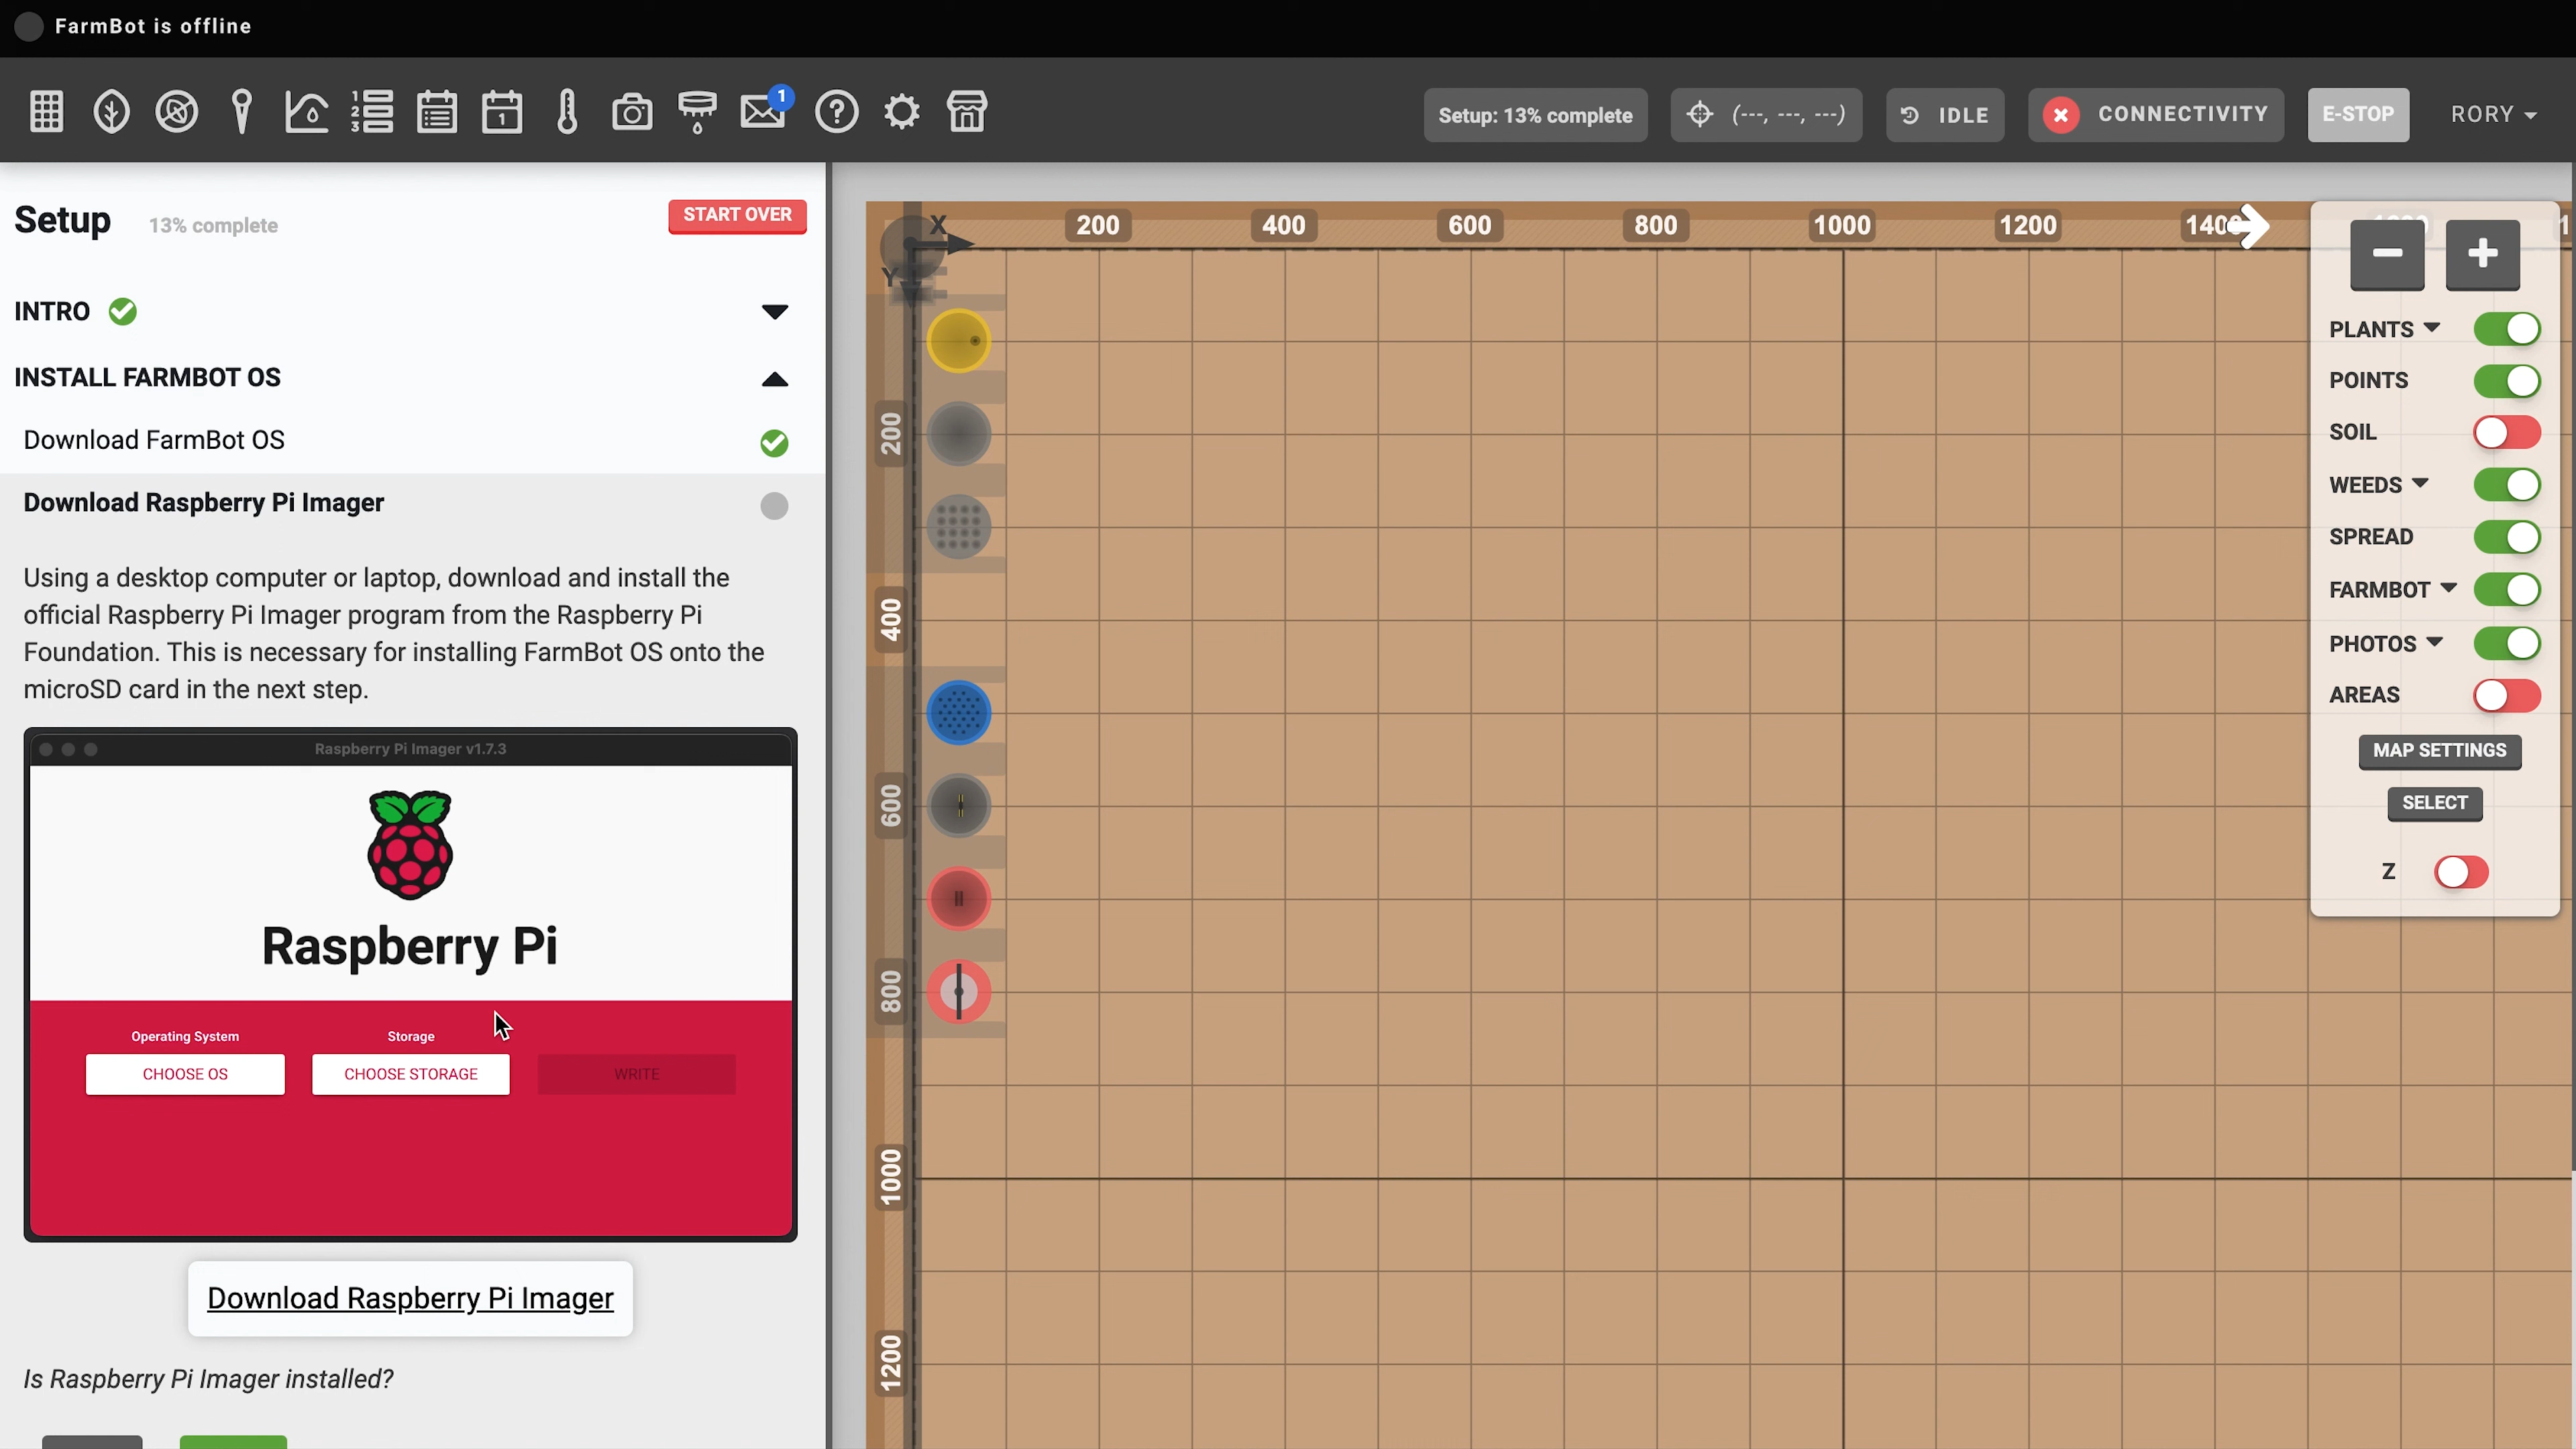 FarmBot is offline
1
2
3
1
1
Setup: 13% complete
(---, ---, ---)
IDLE
CONNECTIVITY
E-STOP
RORY
Setup
13% complete
START OVER
INTRO
INSTALL FARMBOT OS
Download FarmBot OS
Download Raspberry Pi Imager
Using a desktop computer or laptop, download and install the
official Raspberry Pi Imager program from the Raspberry Pi
Foundation. This is necessary for installing FarmBot OS onto the
microSD card in the next step.
Raspberry Pi Imager v1.7.3
Raspberry Pi
Operating System
Storage
CHOOSE OS
CHOOSE STORAGE
WRITE
Download Raspberry Pi Imager
Is Raspberry Pi Imager installed?
X
Y
200
400
600
800
1000
1200
1400
200
400
600
800
1000
1200
PLANTS
POINTS
SOIL
WEEDS
SPREAD
FARMBOT
PHOTOS
AREAS
MAP SETTINGS
SELECT
Z